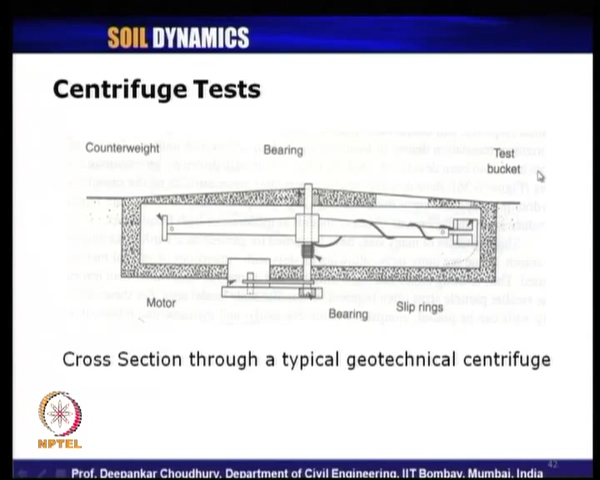 SOIL DYNAMICS
Centrifuge Tests
Counterweight
Bearing
Test
bucket
Motor
Bearing
Slip rings
Cross Section through a typical geotechnical centrifuge
NPTEL
42
Prof. Deepankar Choudhury, Department of Civil Engineering, IIT Bombay, Mumbai, India